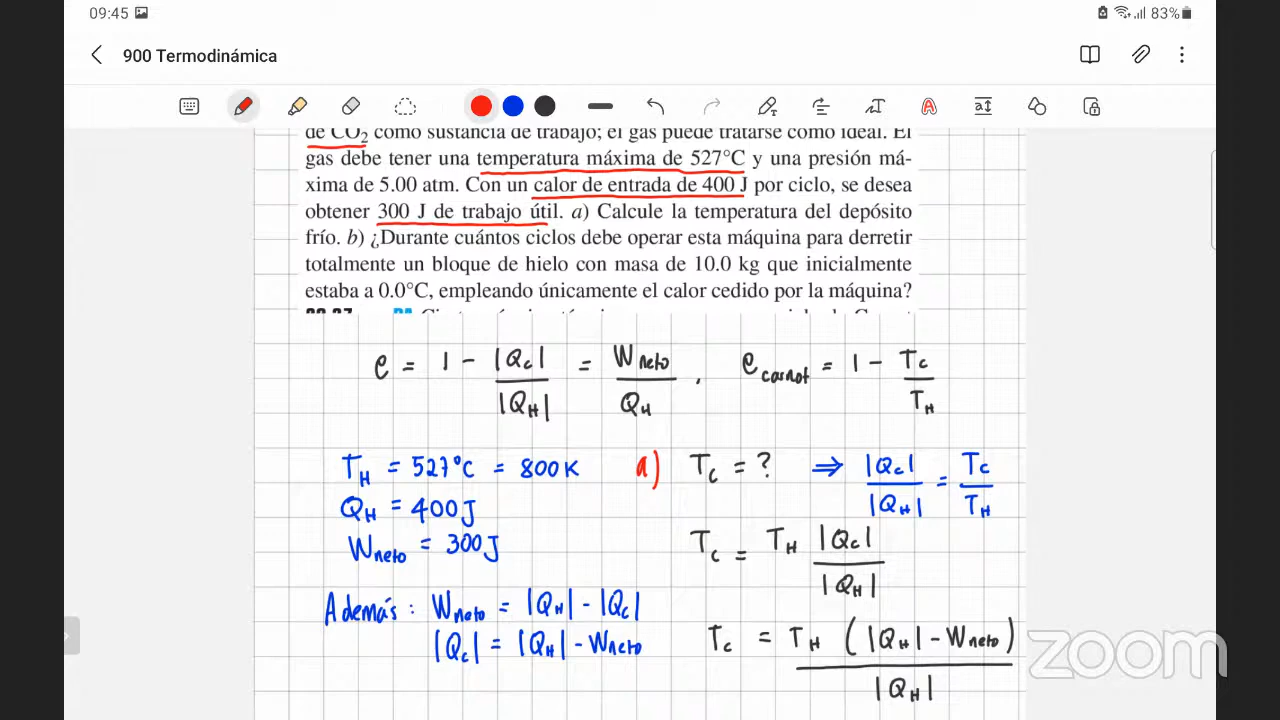 09:45
83%
900 Termodinámica
de CO₂ como sustancia de trabajo; el gas puede tratarse como ideal. El
gas debe tener una temperatura máxima de 527°C y una presión má-
xima de 5.00 atm. Con un calor de entrada de 400 J por ciclo, se desea
obtener 300 J de trabajo útil. a) Calcule la temperatura del depósito
frío. b) ¿Durante cuántos ciclos debe operar esta máquina para derretir
totalmente un bloque de hielo con masa de 10.0 kg que inicialmente
estaba a 0.0°C, empleando únicamente el calor cedido por la máquina?
e = 1 - |Qc| / |QH| = Wneto / QH , e carnot = 1 - Tc / TH
TH = 527°C = 800K
QH = 400J
Wneto = 300J
Además: Wneto = |QH| - |Qc|
|Qc| = |QH| - Wneto
a) Tc = ? ⇒ |Qc| / |QH| = Tc / TH
Tc = TH |Qc| / |QH|
Tc = TH (|QH| - Wneto) / |QH|
zoom